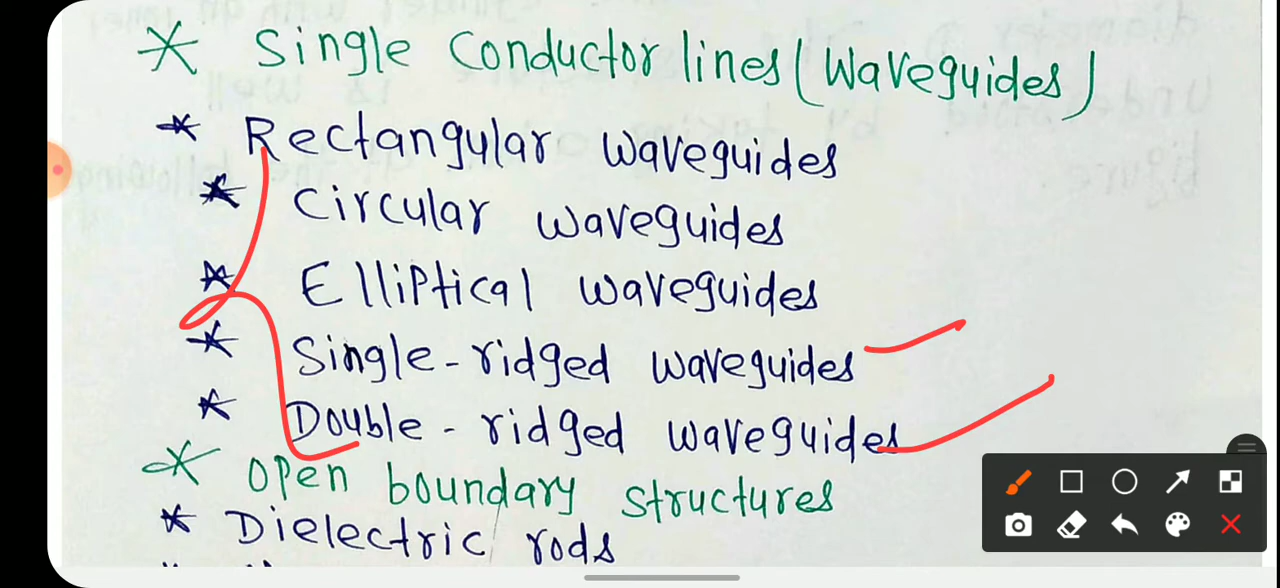 * Single Conductor lines (Waveguides)
* Rectangular waveguides
* Circular waveguides
* Elliptical waveguides
* Single-ridged waveguides
* Double-ridged waveguides
* Open boundary structures
* Dielectric rods